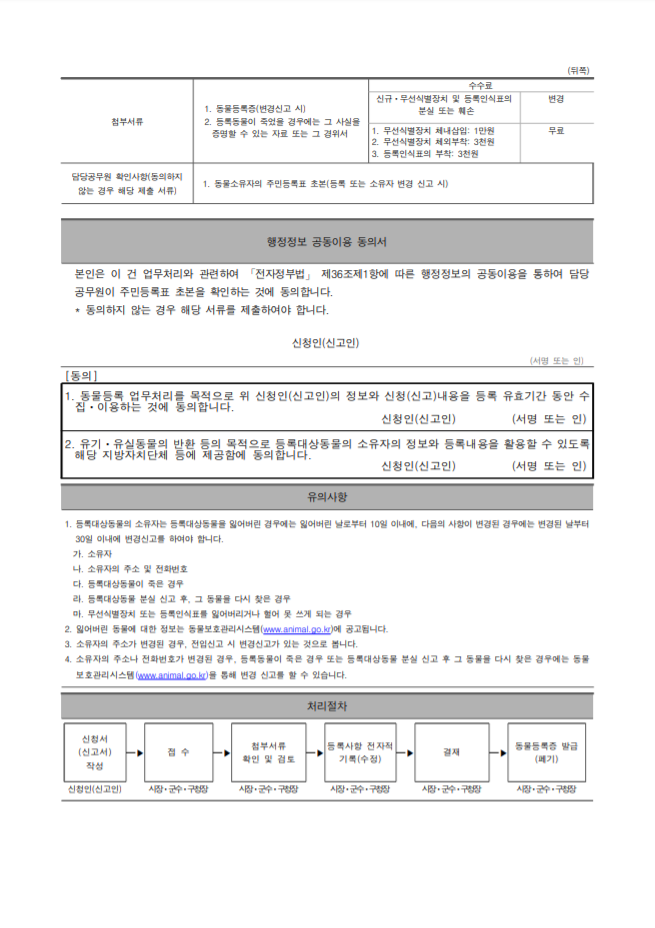 (뒤쪽)
첨부서류
1. 동물등록증(변경신고 시)
2. 등록동물이 죽었을 경우에는 그 사실을
증명할 수 있는 자료 또는 그 경위서
수수료
신규ㆍ무선식별장치 및 등록인식표의
분실 또는 훼손
변경
1. 무선식별장치 체내삽입: 1만원
2. 무선식별장치 체외부착: 3천원
3. 등록인식표의 부착: 3천원
무료
담당공무원 확인사항(동의하지
않는 경우 해당 제출 서류)
1. 동물소유자의 주민등록표 초본(등록 또는 소유자 변경 신고 시)
행정정보 공동이용 동의서
본인은 이 건 업무처리와 관련하여 「전자정부법」 제36조제1항에 따른 행정정보의 공동이용을 통하여 담당
공무원이 주민등록표 초본을 확인하는 것에 동의합니다.
* 동의하지 않는 경우 해당 서류를 제출하여야 합니다.
신청인(신고인)
(서명 또는 인)
[동의]
1. 동물등록 업무처리를 목적으로 위 신청인(신고인)의 정보와 신청(신고)내용을 등록 유효기간 동안 수
집ㆍ이용하는 것에 동의합니다.
신청인(신고인) (서명 또는 인)
2. 유기ㆍ유실동물의 반환 등의 목적으로 등록대상동물의 소유자의 정보와 등록내용을 활용할 수 있도록
해당 지방자치단체 등에 제공함에 동의합니다.
신청인(신고인) (서명 또는 인)
유의사항
1. 등록대상동물의 소유자는 등록대상동물을 잃어버린 경우에는 잃어버린 날로부터 10일 이내에, 다음의 사항이 변경된 경우에는 변경된 날부터
30일 이내에 변경신고를 하여야 합니다.
가. 소유자
나. 소유자의 주소 및 전화번호
다. 등록대상동물이 죽은 경우
라. 등록대상동물 분실 신고 후, 그 동물을 다시 찾은 경우
마. 무선식별장치 또는 등록인식표를 잃어버리거나 헐어 못 쓰게 되는 경우
2. 잃어버린 동물에 대한 정보는 동물보호관리시스템(www.animal.go.kr)에 공고됩니다.
3. 소유자의 주소가 변경된 경우, 전입신고 시 변경신고가 있는 것으로 봅니다.
4. 소유자의 주소나 전화번호가 변경된 경우, 등록동물이 죽은 경우 또는 등록대상동물 분실 신고 후 그 동물을 다시 찾은 경우에는 동물
보호관리시스템(www.animal.go.kr)을 통해 변경 신고를 할 수 있습니다.
처리절차
신청서
(신고서)
작성
접 수
첨부서류
확인 및 검토
등록사항 전자적
기록(수정)
결재
동물등록증 발급
(폐기)
신청인(신고인)
시장ㆍ군수ㆍ구청장
시장ㆍ군수ㆍ구청장
시장ㆍ군수ㆍ구청장
시장ㆍ군수ㆍ구청장
시장ㆍ군수ㆍ구청장